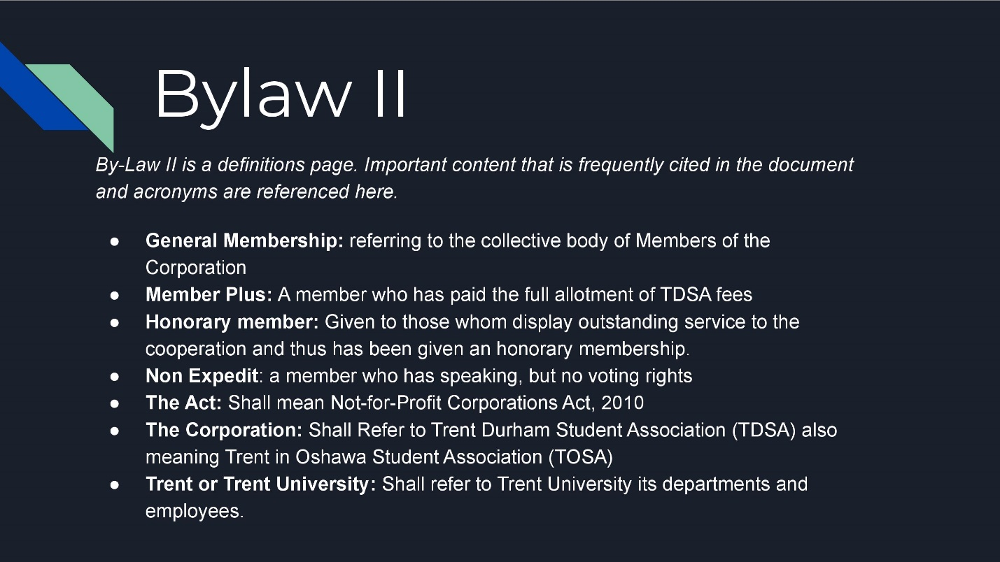 Bylaw II
By-Law II is a definitions page. Important content that is frequently cited in the document
and acronyms are referenced here.
● General Membership: referring to the collective body of Members of the
Corporation
● Member Plus: A member who has paid the full allotment of TDSA fees
● Honorary member: Given to those whom display outstanding service to the
cooperation and thus has been given an honorary membership.
● Non Expedit: a member who has speaking, but no voting rights
● The Act: Shall mean Not-for-Profit Corporations Act, 2010
● The Corporation: Shall Refer to Trent Durham Student Association (TDSA) also
meaning Trent in Oshawa Student Association (TOSA)
● Trent or Trent University: Shall refer to Trent University its departments and
employees.